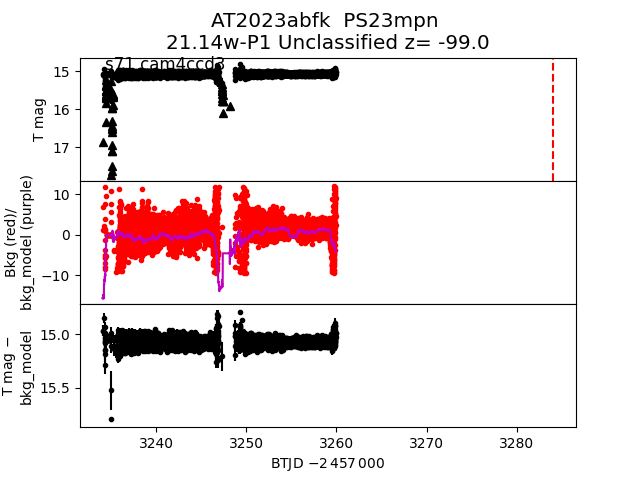 AT2023abfk  PS23mpn
21.14w-P1 Unclassified z= -99.0
s71 cam4ccd3
T mag
15
16
17
Bkg (red)/
bkg_model (purple)
10
0
−10
T mag −
bkg_model
15.0
15.5
3240
3250
3260
3270
3280
BTJD −2 457 000